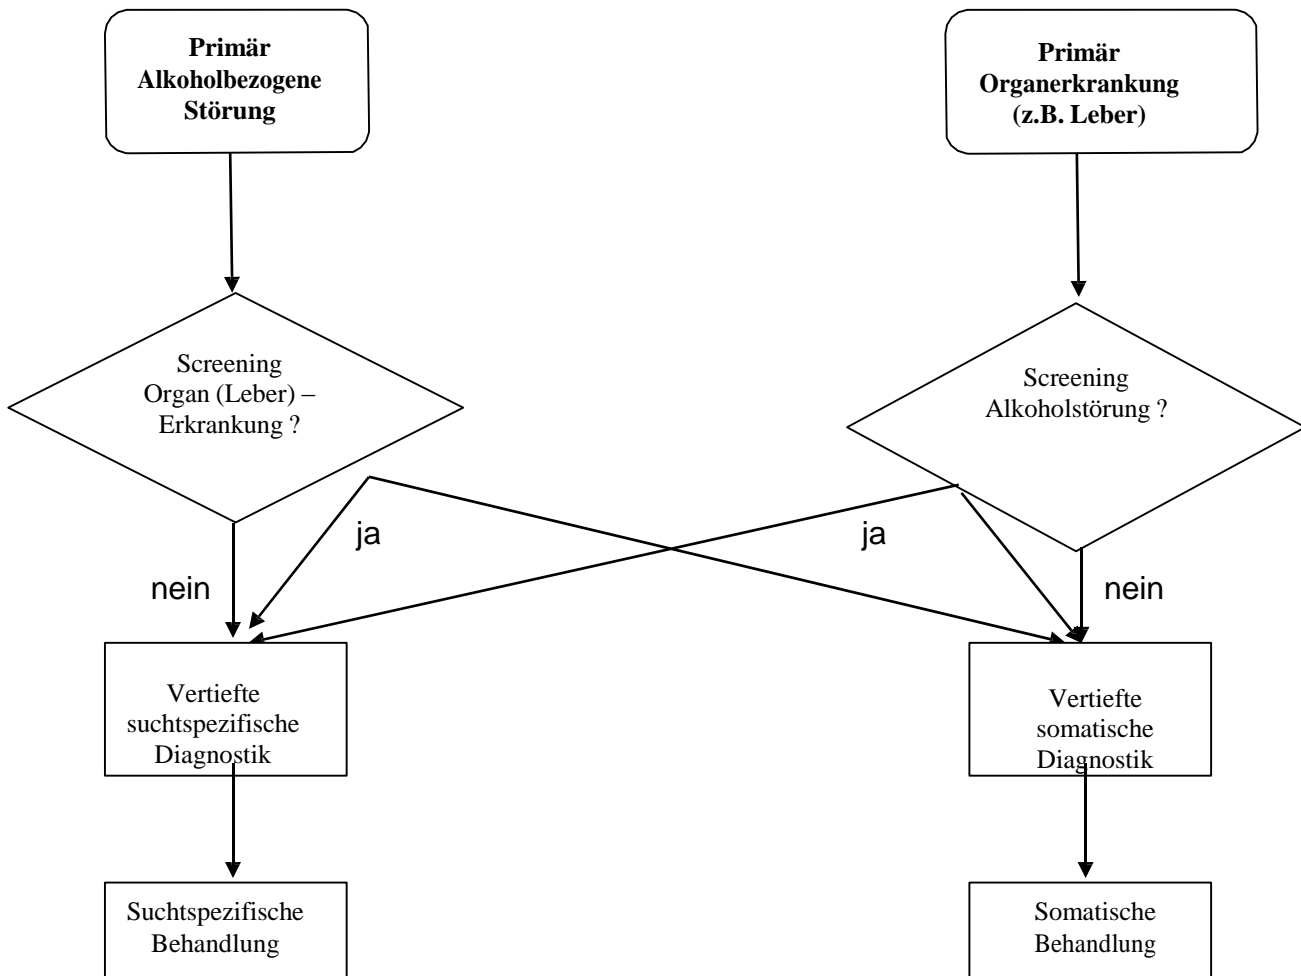 Primär
Alkoholbezogene
Störung
Primär
Organerkrankung
(z.B. Leber)
Screening
Organ (Leber) –
Erkrankung ?
Screening
Alkoholstörung ?
ja
ja
nein
nein
Vertiefte
suchtspezifische
Diagnostik
Vertiefte
somatische
Diagnostik
Suchtspezifische
Behandlung
Somatische
Behandlung